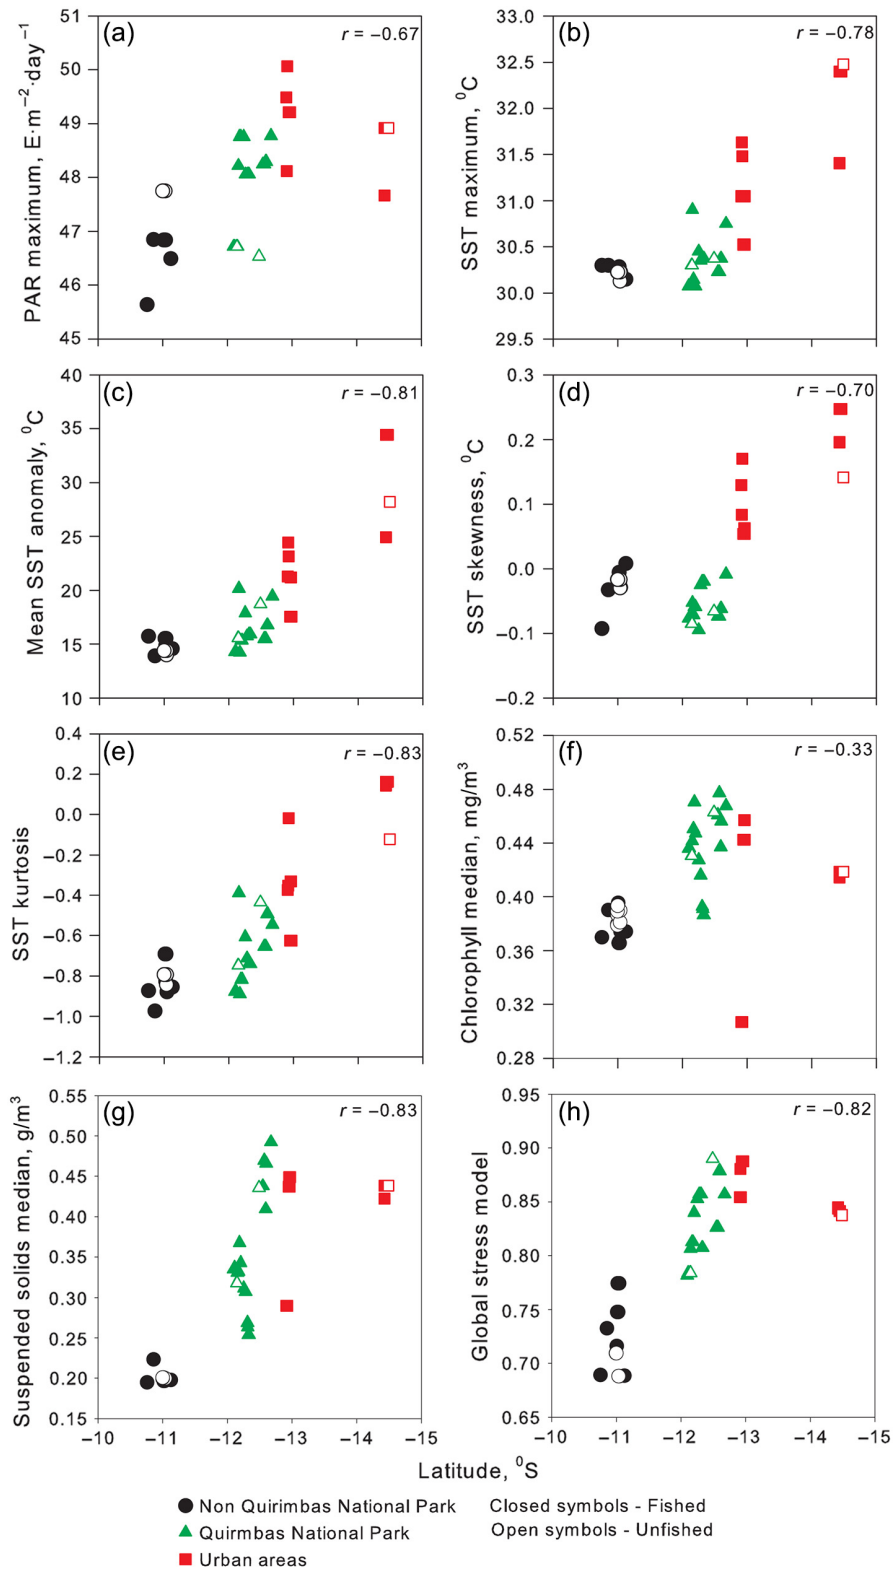 (a)
r = −0.67
PAR maximum, E·m⁻²·day⁻¹
51
50
49
48
47
46
45
(b)
r = −0.78
SST maximum, ⁰C
33.0
32.5
32.0
31.5
31.0
30.5
30.0
29.5
(c)
r = −0.81
Mean SST anomaly, ⁰C
40
35
30
25
20
15
10
(d)
r = −0.70
SST skewness, ⁰C
0.3
0.2
0.1
0.0
−0.1
−0.2
(e)
r = −0.83
SST kurtosis
0.4
0.2
0.0
−0.2
−0.4
−0.6
−0.8
−1.0
−1.2
(f)
r = −0.33
Chlorophyll median, mg/m³
0.52
0.48
0.44
0.40
0.36
0.32
0.28
(g)
r = −0.83
Suspended solids median, g/m³
0.55
0.50
0.45
0.40
0.35
0.30
0.25
0.20
0.15
−10 −11 −12 −13 −14 −15
(h)
r = −0.82
Global stress model
0.95
0.90
0.85
0.80
0.75
0.70
0.65
−10 −11 −12 −13 −14 −15
Latitude, ⁰S
Non Quirimbas National Park
Closed symbols - Fished
Quirmbas National Park
Open symbols - Unfished
Urban areas